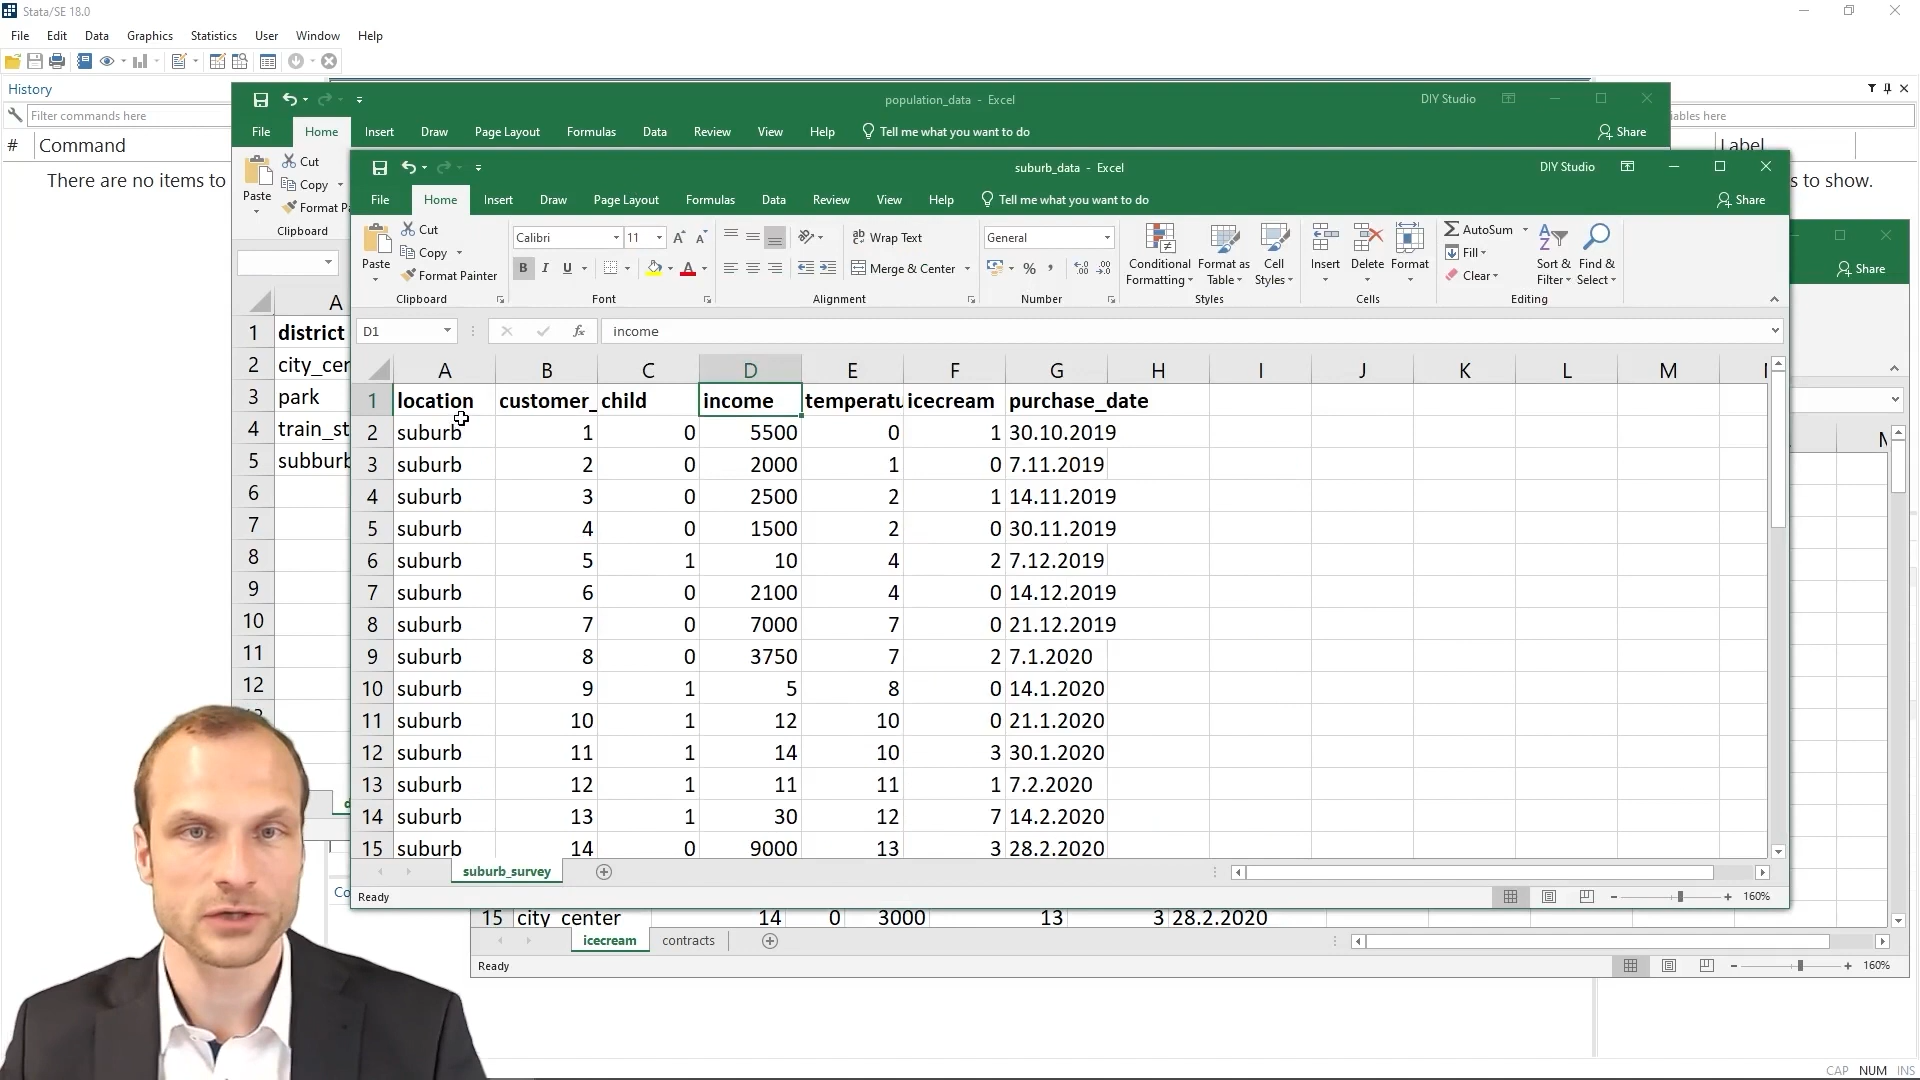 Stata/SE 18.0
File Edit Data Graphics Statistics User Window Help
History
Filter commands here
# Command
There are no items to
iables here
Label
s to show.
population_data - Excel
DIY Studio
File Home Insert Draw Page Layout Formulas Data Review View Help Tell me what you want to do
Share
Paste
Cut
Copy
Format P
Clipboard
A
1 district
2 city_cer
3 park
4 train_st
5 subburb
6
7
8
9
10
11
12
suburb_data - Excel
DIY Studio
File Home Insert Draw Page Layout Formulas Data Review View Help Tell me what you want to do
Share
Paste
Cut
Copy
Format Painter
Clipboard
Calibri 11
B I U
Font
Wrap Text
Merge & Center
Alignment
General
% ,
Number
Conditional Formatting
Format as Table
Cell Styles
Styles
Insert Delete Format
Cells
AutoSum
Fill
Clear
Sort & Filter
Find & Select
Editing
D1 fx income
A B C D E F G H I J K L M
1 location customer_ child income temperatu icecream purchase_date
2 suburb 1 0 5500 0 1 30.10.2019
3 suburb 2 0 2000 1 0 7.11.2019
4 suburb 3 0 2500 2 1 14.11.2019
5 suburb 4 0 1500 2 0 30.11.2019
6 suburb 5 1 10 4 2 7.12.2019
7 suburb 6 0 2100 4 0 14.12.2019
8 suburb 7 0 7000 7 0 21.12.2019
9 suburb 8 0 3750 7 2 7.1.2020
10 suburb 9 1 5 8 0 14.1.2020
11 suburb 10 1 12 10 0 21.1.2020
12 suburb 11 1 14 10 3 30.1.2020
13 suburb 12 1 11 11 1 7.2.2020
14 suburb 13 1 30 12 7 14.2.2020
15 suburb 14 0 9000 13 3 28.2.2020
suburb_survey
Ready
160%
Share
15 city_center 14 0 3000 13 3 28.2.2020
icecream contracts
Ready
160%
Co
CAP NUM INS